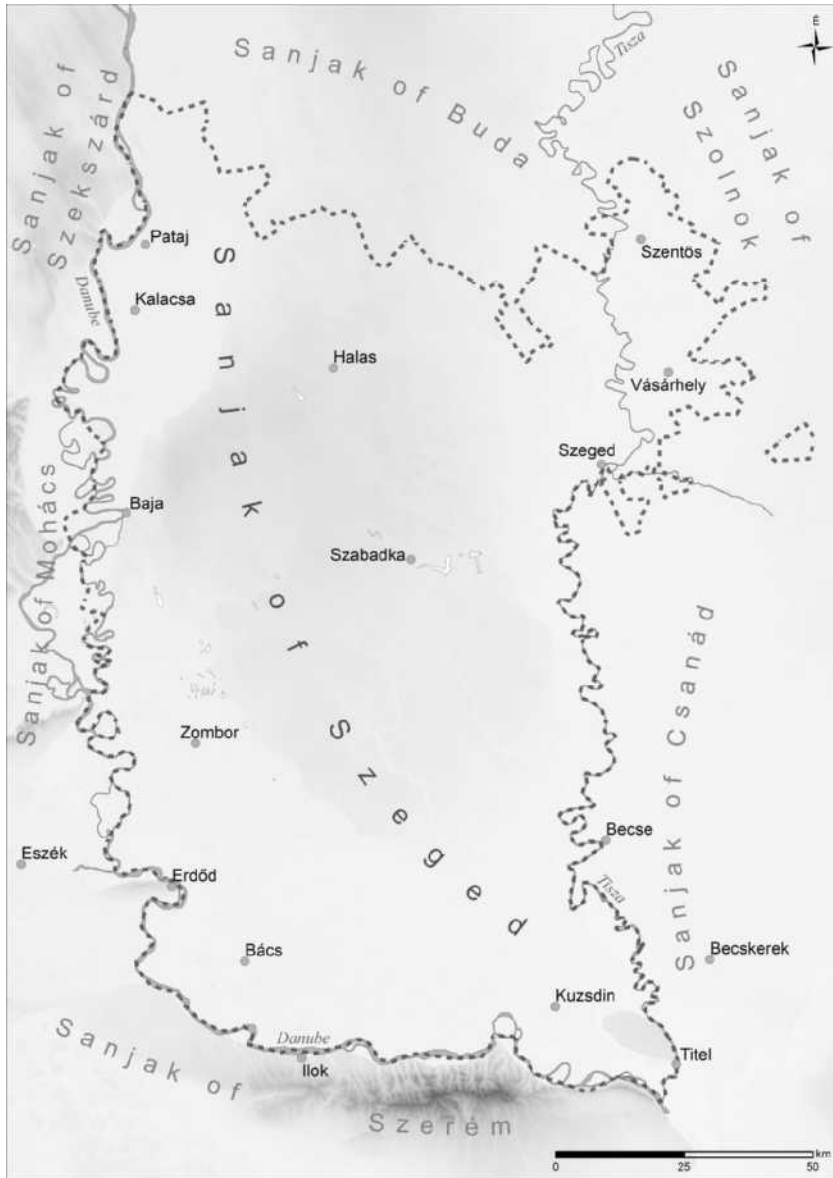 É
Tisza
Sanjak of Buda
Sanjak of
Szekszárd
Sanjak of
Szolnok
Pataj
Szentös
Danube
Kalacsa
Halas
Vásárhely
Szeged
Sanjak of Szeged
Baja
Sanjak of Mohács
Szabadka
Sanjak of Csanád
Zombor
Becse
Eszék
Erdőd
Tisza
Bács
Becskerek
Kuzsdin
Danube
Ilok
Titel
Sanjak of
Szerém
km
0 25 50